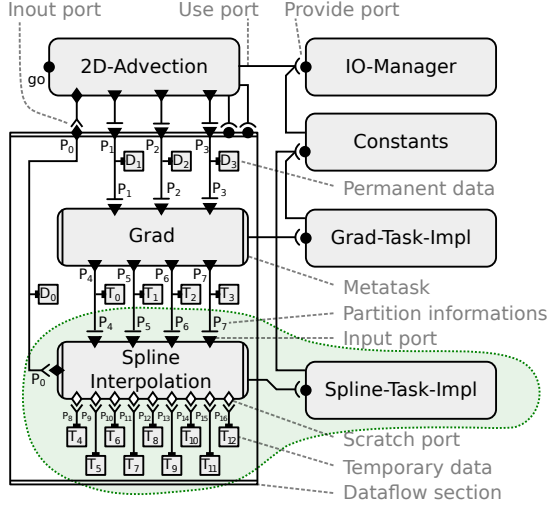 Inout port Use port Provide port
go 2D-Advection IO-Manager
P0 P1 P2 P3 Constants
D1 D2 D3
P1 P2 P3 Permanent data
Grad Grad-Task-Impl
P4 P5 P6 P7 Metatask
D0 T0 T1 T2 T3
Partition informations
P4 P5 P6 P7 Input port
P0 Spline
Interpolation Spline-Task-Impl
P8 P9 P10 P11 P12 P13 P14 P15 P16
T4 T6 T8 T10 T12 Scratch port
T5 T7 T9 T11 Temporary data
Dataflow section